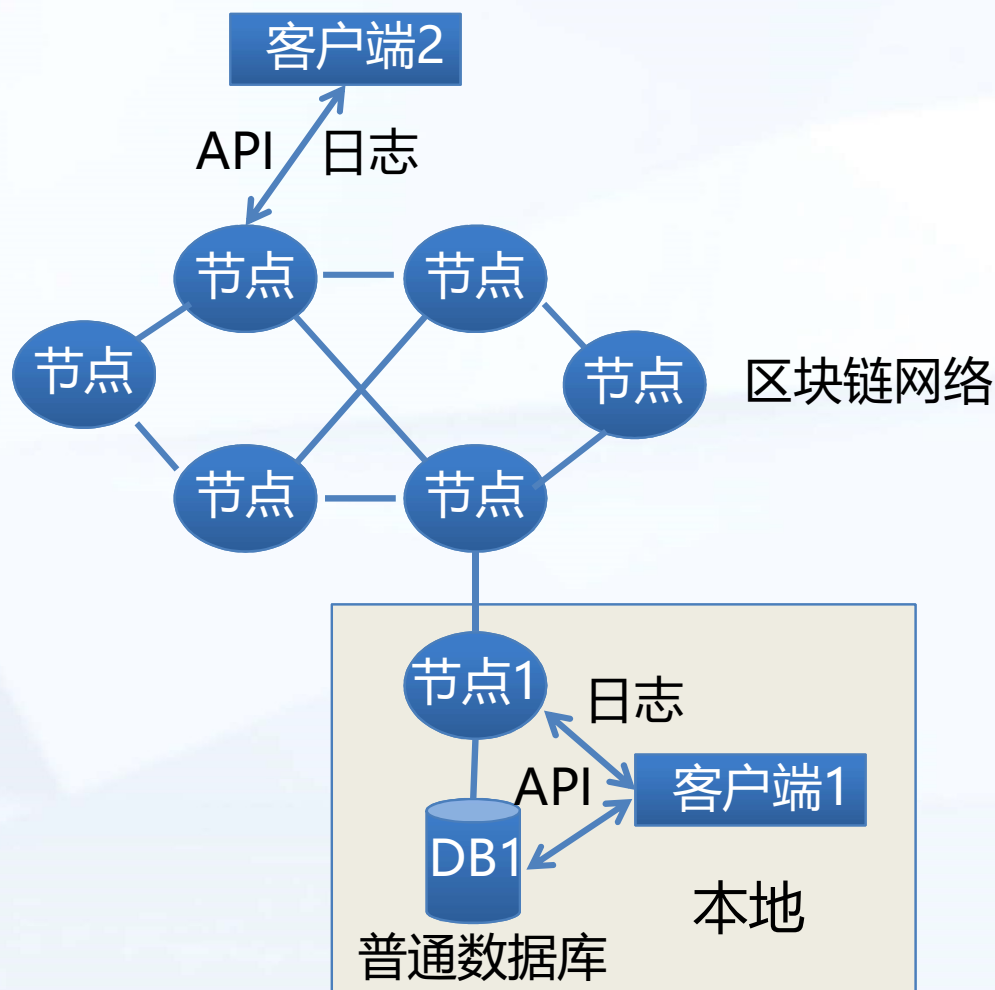 客户端2
API 日志
节点 节点
节点 节点 区块链网络
节点 节点
节点1
日志
API 客户端1
DB1
本地
普通数据库